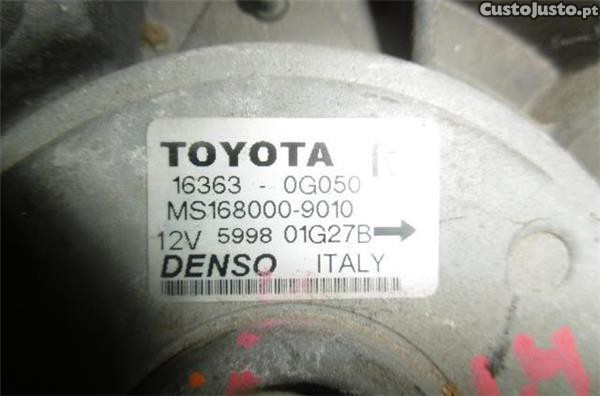 CustoJusto.pt
TOYOTA R
16363 - 0G050
MS168000-9010
12V 5998 01G27B→
DENSO ITALY